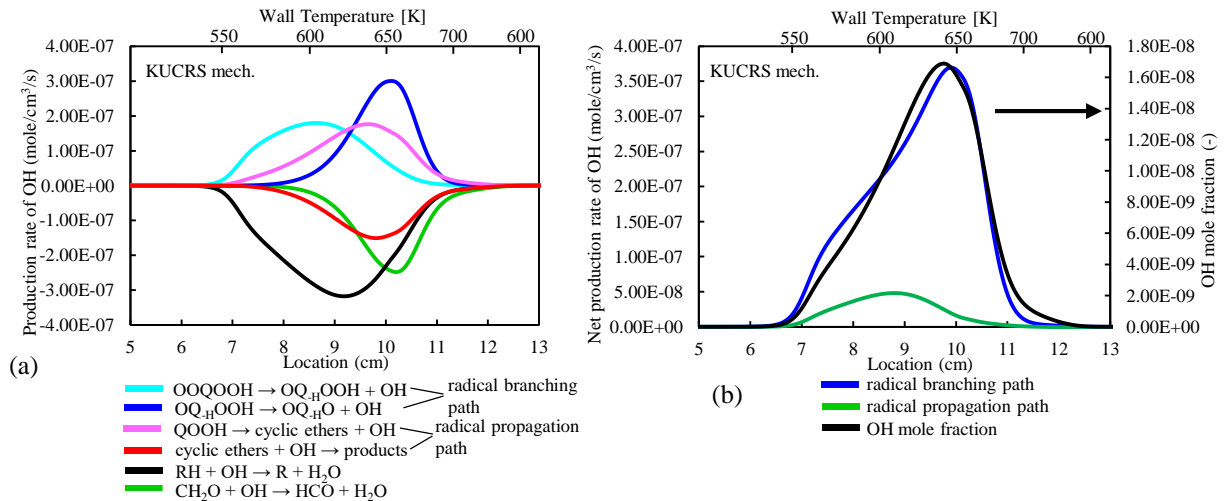 Wall Temperature [K]
550 600 650 700 600
4.00E-07
3.00E-07
2.00E-07
1.00E-07
0.00E+00
-1.00E-07
-2.00E-07
-3.00E-07
-4.00E-07
Production rate of OH (mole/cm³/s)
KUCRS mech.
5 6 7 8 9 10 11 12 13
Location (cm)
(a)
OOQOOH → OQ₋HOOH + OH
OQ₋HOOH → OQ₋HO + OH
radical branching
path
QOOH → cyclic ethers + OH
cyclic ethers + OH → products
radical propagation
path
RH + OH → R + H₂O
CH₂O + OH → HCO + H₂O
Wall Temperature [K]
550 600 650 700 600
4.00E-07
3.50E-07
3.00E-07
2.50E-07
2.00E-07
1.50E-07
1.00E-07
5.00E-08
0.00E+00
Net production rate of OH (mole/cm³/s)
KUCRS mech.
1.80E-08
1.60E-08
1.40E-08
1.20E-08
1.00E-08
8.00E-09
6.00E-09
4.00E-09
2.00E-09
0.00E+00
OH mole fraction (-)
5 6 7 8 9 10 11 12 13
Location (cm)
(b)
radical branching path
radical propagation path
OH mole fraction